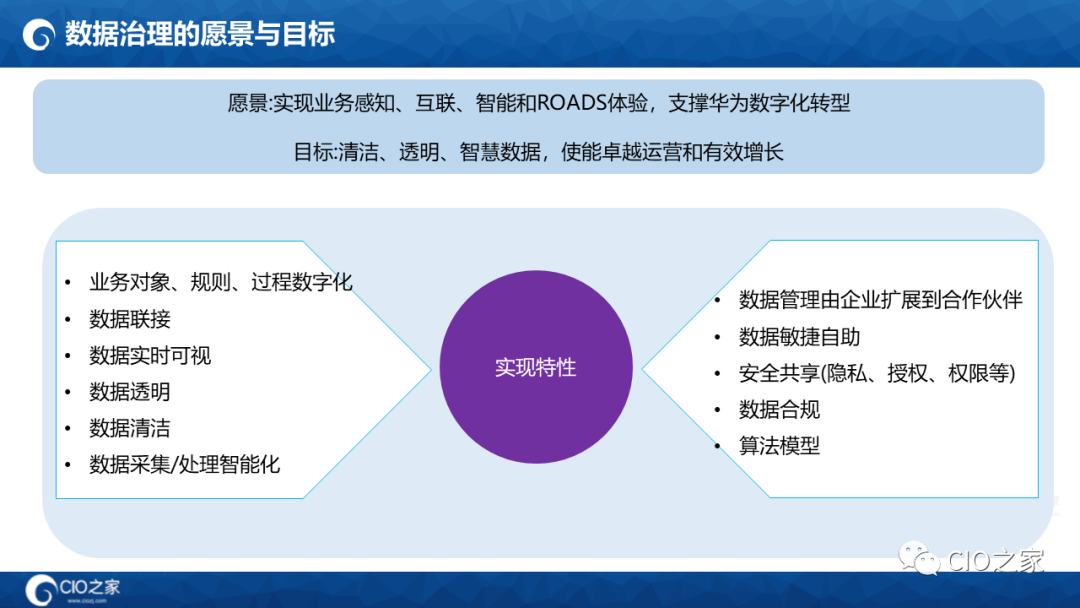 数据治理的愿景与目标
愿景:实现业务感知、互联、智能和ROADS体验，支撑华为数字化转型
目标:清洁、透明、智慧数据，使能卓越运营和有效增长
• 业务对象、规则、过程数字化
• 数据联接
• 数据实时可视
• 数据透明
• 数据清洁
• 数据采集/处理智能化
实现特性
• 数据管理由企业扩展到合作伙伴
• 数据敏捷自助
• 安全共享(隐私、授权、权限等)
• 数据合规
• 算法模型
CIO之家
CIO之家
www.ciozj.com